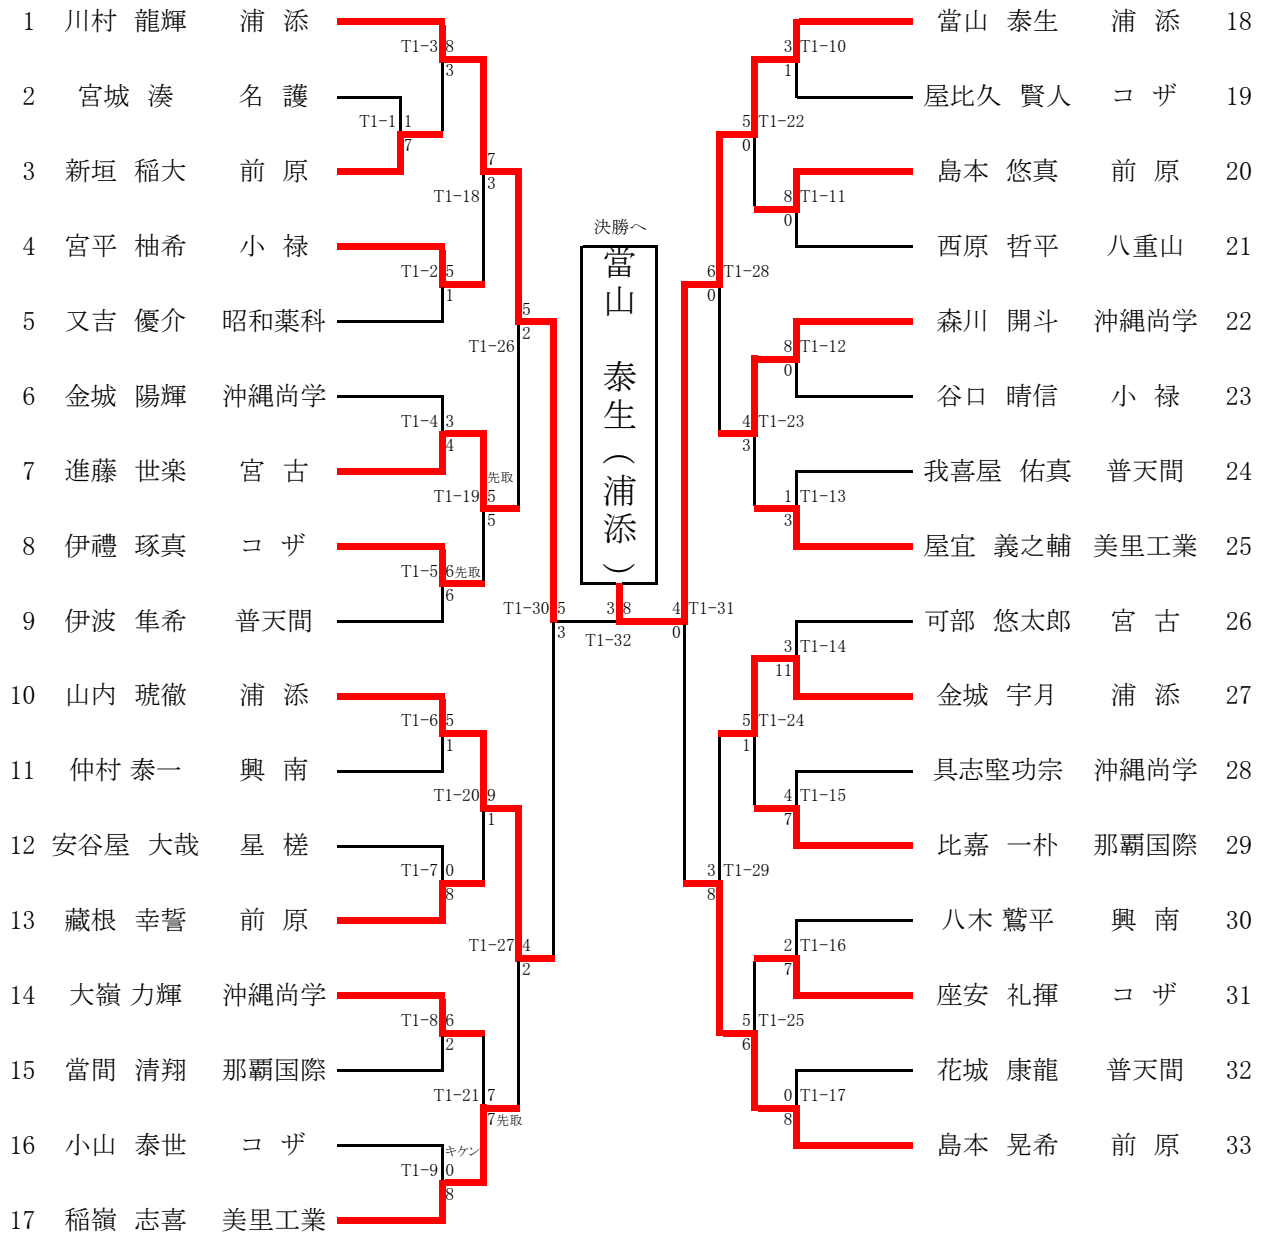 1 川村 龍輝 浦 添
T1-3 8
3
2 宮城 湊 名 護
T1-1 1
7
3 新垣 稲大 前 原
7
3
T1-18
4 宮平 柚希 小 禄
T1-2 5
1
5 又吉 優介 昭和薬科
5
2
T1-26
6 金城 陽輝 沖縄尚学
T1-4 3
4
7 進藤 世楽 宮 古
先取
T1-19 5
5
8 伊禮 琢真 コ ザ
T1-5 6先取
6
9 伊波 隼希 普天間
T1-30 5
3
10 山内 琥徹 浦 添
T1-6 5
1
11 仲村 泰一 興 南
T1-20 9
1
12 安谷屋 大哉 星 槎
T1-7 0
8
13 藏根 幸誓 前 原
T1-27 4
2
14 大嶺 力輝 沖縄尚学
T1-8 6
2
15 當間 清翔 那覇国際
T1-21 7
7先取
16 小山 泰世 コ ザ
キケン
T1-9 0
8
17 稲嶺 志喜 美里工業
決勝へ
當山 泰生（浦添）
3 8
T1-32
當山 泰生 浦 添 18
3 T1-10
1
屋比久 賢人 コ ザ 19
5 T1-22
0
島本 悠真 前 原 20
8 T1-11
0
西原 哲平 八重山 21
6 T1-28
0
森川 開斗 沖縄尚学 22
8 T1-12
0
谷口 晴信 小 禄 23
4 T1-23
3
我喜屋 佑真 普天間 24
1 T1-13
3
屋宜 義之輔 美里工業 25
4 T1-31
0
可部 悠太郎 宮 古 26
3 T1-14
11
金城 宇月 浦 添 27
5 T1-24
1
具志堅功宗 沖縄尚学 28
4 T1-15
7
比嘉 一朴 那覇国際 29
3 T1-29
8
八木 鷲平 興 南 30
2 T1-16
7
座安 礼揮 コ ザ 31
5 T1-25
6
花城 康龍 普天間 32
0 T1-17
8
島本 晃希 前 原 33